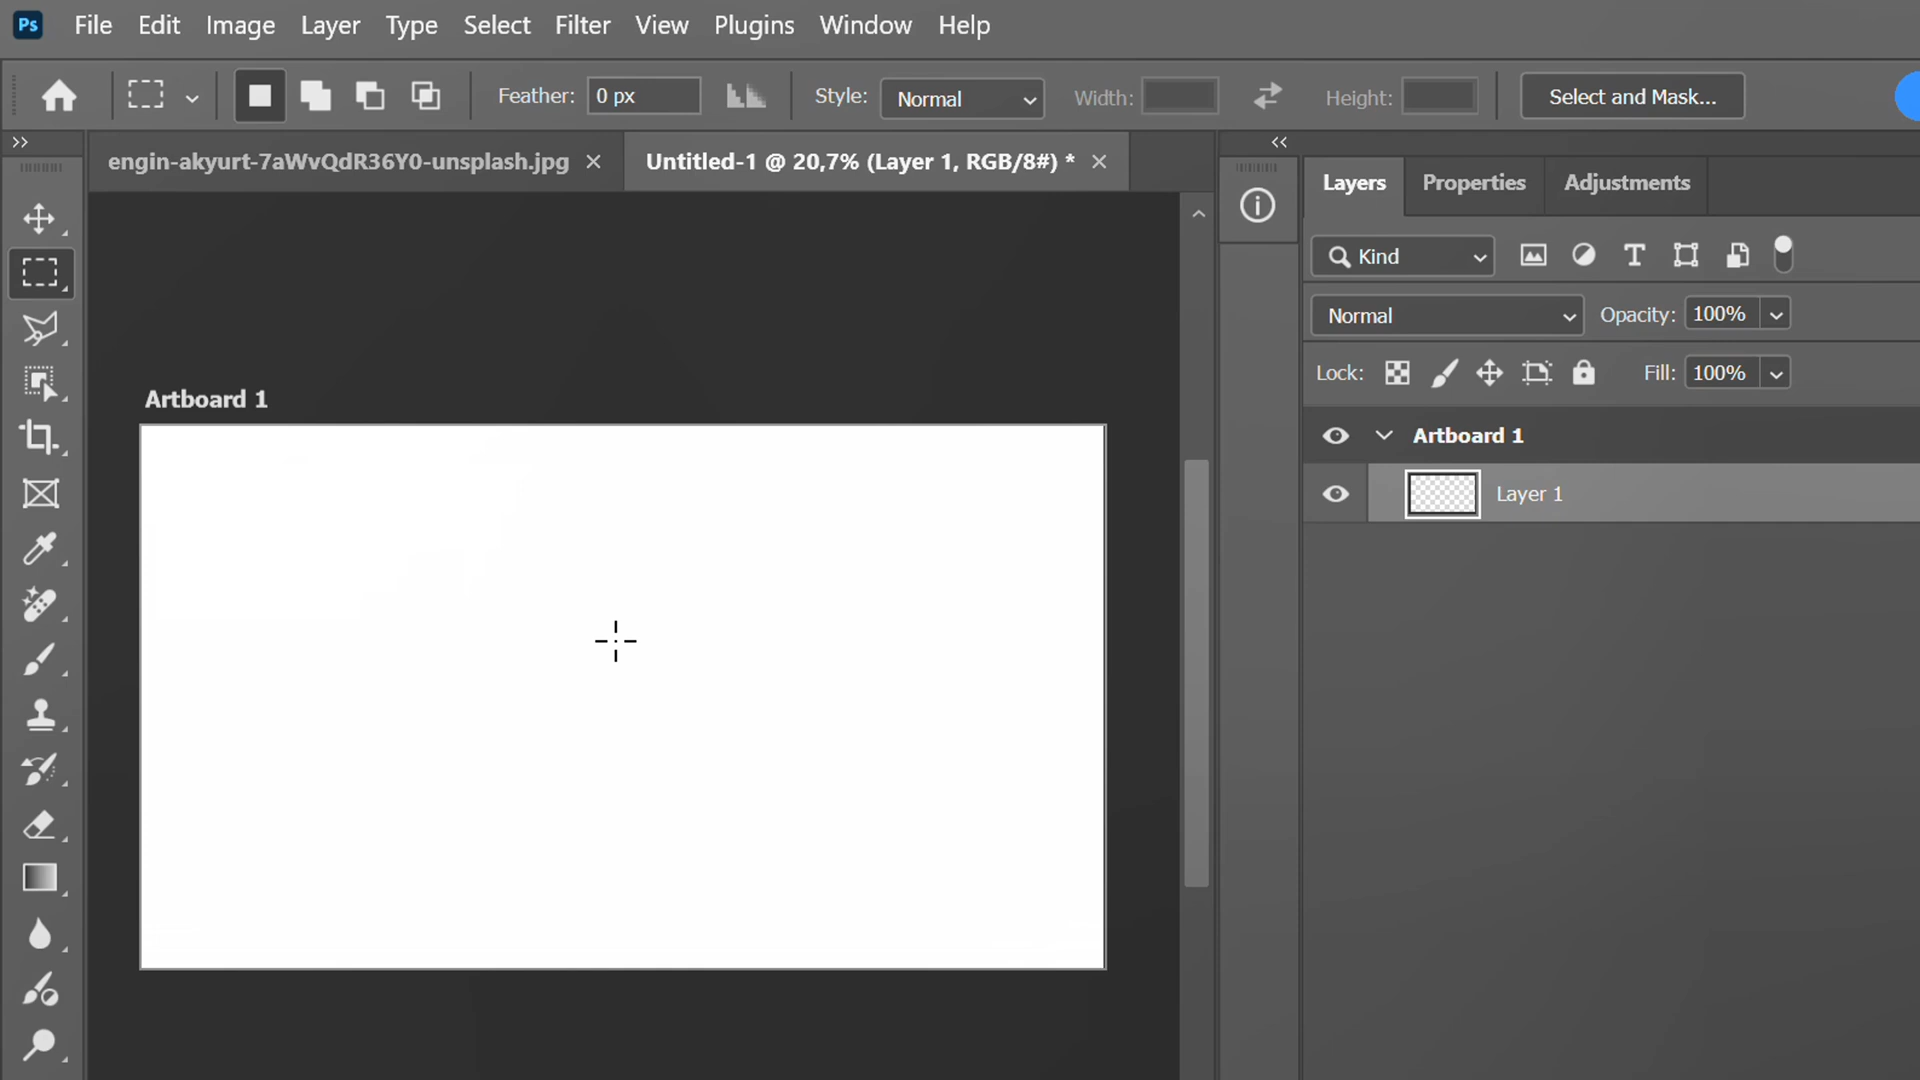 Ps File Edit Image Layer Type Select Filter View Plugins Window Help
Feather: 0 px Style: Normal Width: Height: Select and Mask...
engin-akyurt-7aWvQdR36Y0-unsplash.jpg Untitled-1 @ 20,7% (Layer 1, RGB/8#) *
Layers Properties Adjustments
Kind
Normal Opacity: 100%
Lock: Fill: 100%
Artboard 1
Artboard 1
Layer 1